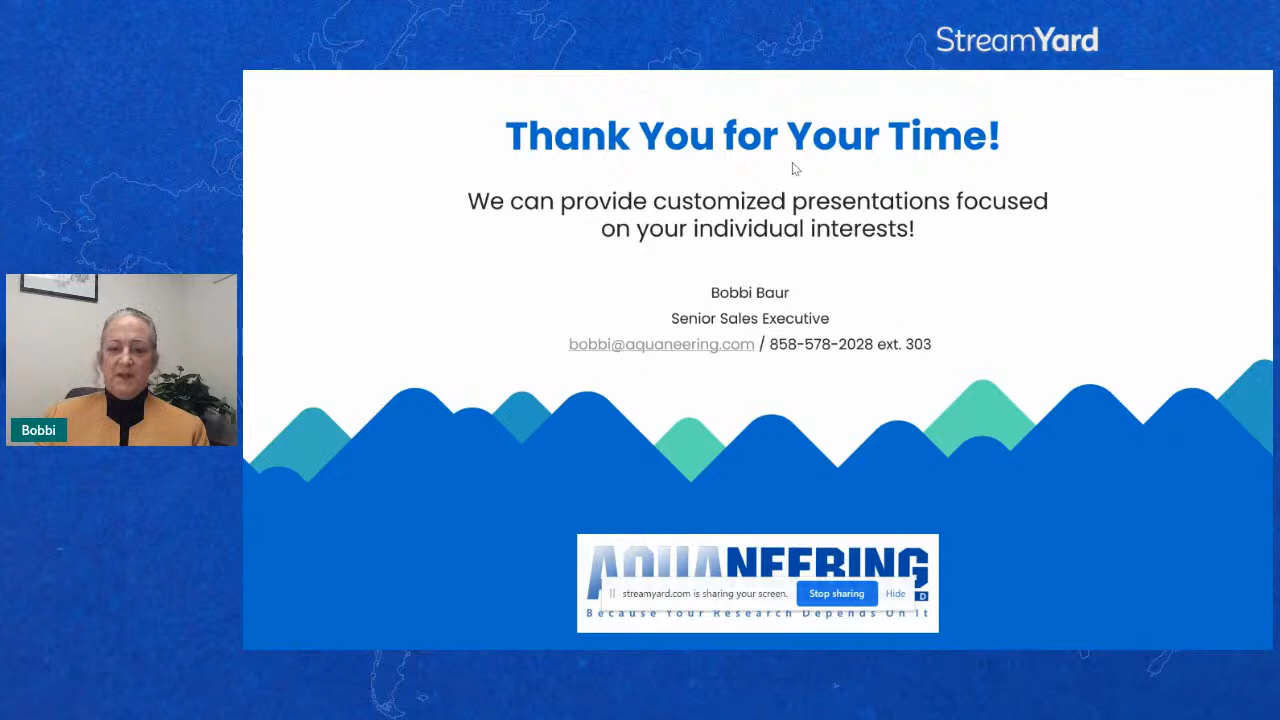 StreamYard
Thank You for Your Time!
We can provide customized presentations focused
on your individual interests!
Bobbi Baur
Senior Sales Executive
bobbi@aquaneering.com / 858-578-2028 ext. 303
Bobbi
AQUANEERING
streamyard.com is sharing your screen. Stop sharing Hide
D
Because Your Research Depends On It